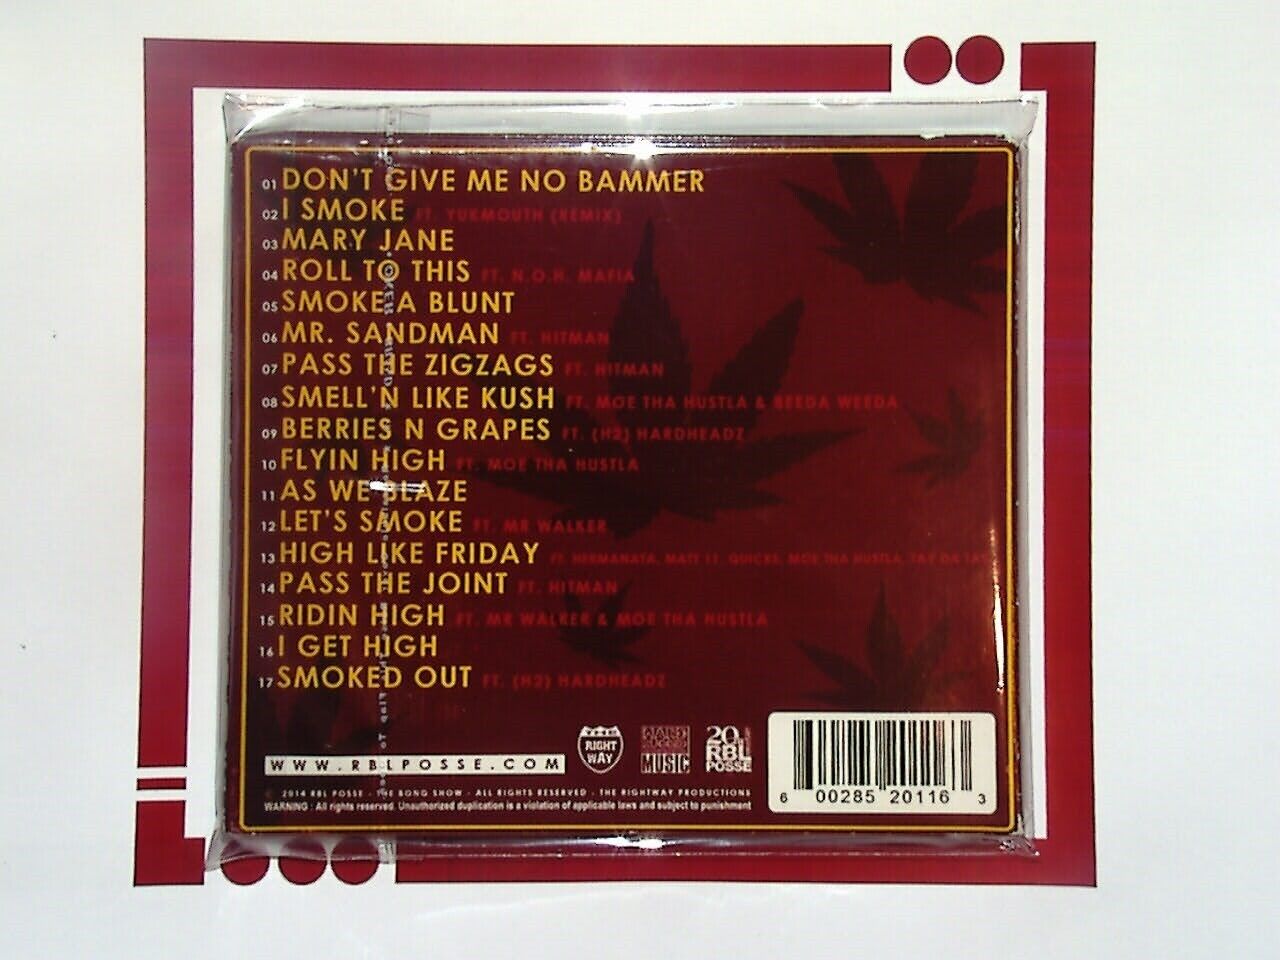 01 DON'T GIVE ME NO BAMMER
02 I SMOKE FT. YUKMOUTH (REMIX)
03 MARY JANE
04 ROLL TO THIS FT. N.O.H. MAFIA
05 SMOKE A BLUNT
06 MR. SANDMAN FT. HITMAN
07 PASS THE ZIGZAGS FT. HITMAN
08 SMELL'N LIKE KUSH FT. MOE THA HUSTLA & BEEDA WEEDA
09 BERRIES N GRAPES FT. (H2) HARDHEADZ
10 FLYIN HIGH FT. MOE THA HUSTLA
11 AS WE BLAZE
12 LET'S SMOKE FT. MR WALKER
13 HIGH LIKE FRIDAY FT. MOE THA HUSTLA,
14 PASS THE JOINT FT. HITMAN
15 RIDIN HIGH FT. MR WALKER & MOE THA HUSTLA
16 I GET HIGH
17 SMOKED OUT FT. (H2) HARDHEADZ
WWW.RBLPOSSE.COM
THE RIGHT WAY
MUSIC
20 RBL POSSE
© 2014 RBL POSSE - THE BONG SHOW - ALL RIGHTS RESERVED - THE RIGHTWAY PRODUCTIONS
WARNING: All rights reserved. Unauthorized duplication is a violation of applicable laws and subject to punishment
6 00285 20116 3